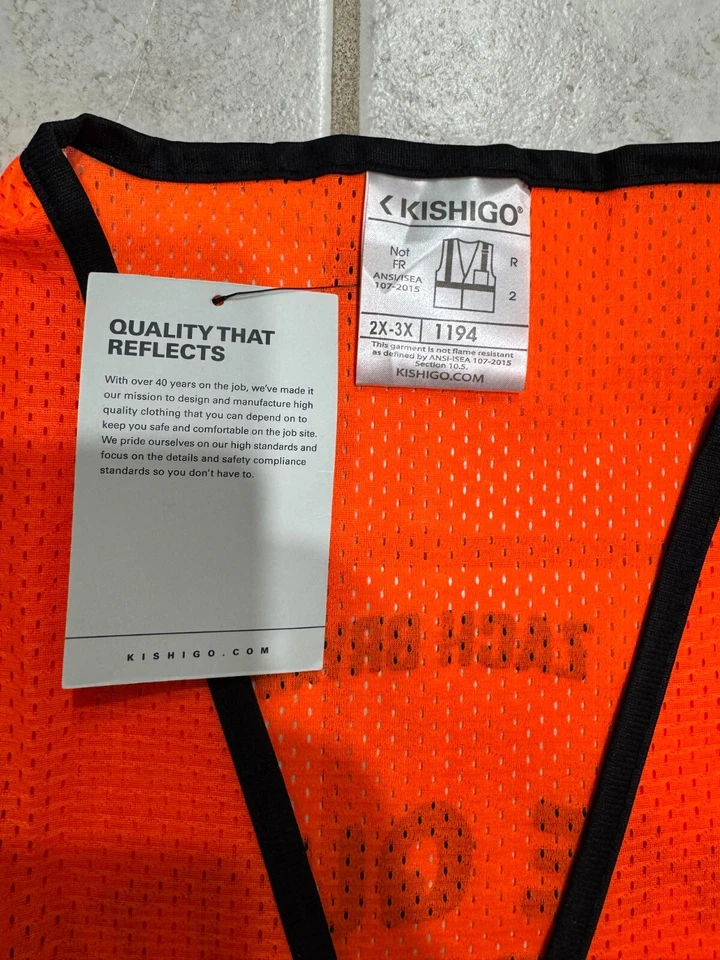 KISHIGO®
Not
FR
ANSI/ISEA
107-2015
R
2
2X-3X | 1194
This garment is not flame resistant
as defined by ANSI-ISEA 107-2015
Section 10.5.
KISHIGO.COM
QUALITY THAT
REFLECTS
With over 40 years on the job, we've made it
our mission to design and manufacture high
quality clothing that you can depend on to
keep you safe and comfortable on the job site.
We pride ourselves on our high standards and
focus on the details and safety compliance
standards so you don't have to.
KISHIGO.COM